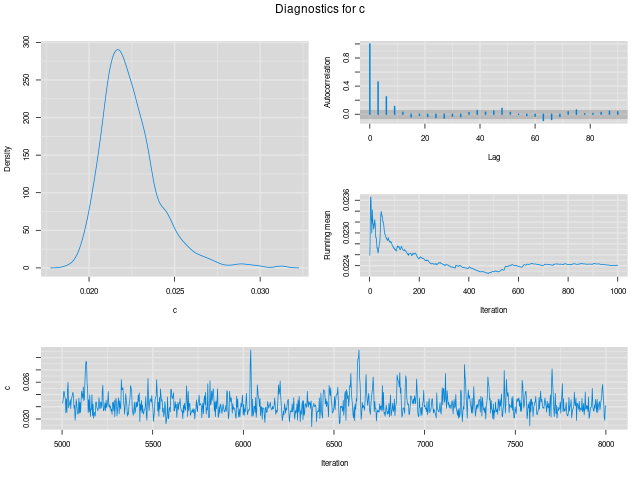 Diagnostics for c
Density
0 50 100 150 200 250 300
0.020 0.025 0.030
c
Autocorrelation
0.0 0.4 0.8
0 20 40 60 80
Lag
Running mean
0.0224 0.0230 0.0236
0 200 400 600 800 1000
Iteration
c
0.020 0.026
5000 5500 6000 6500 7000 7500 8000
Iteration